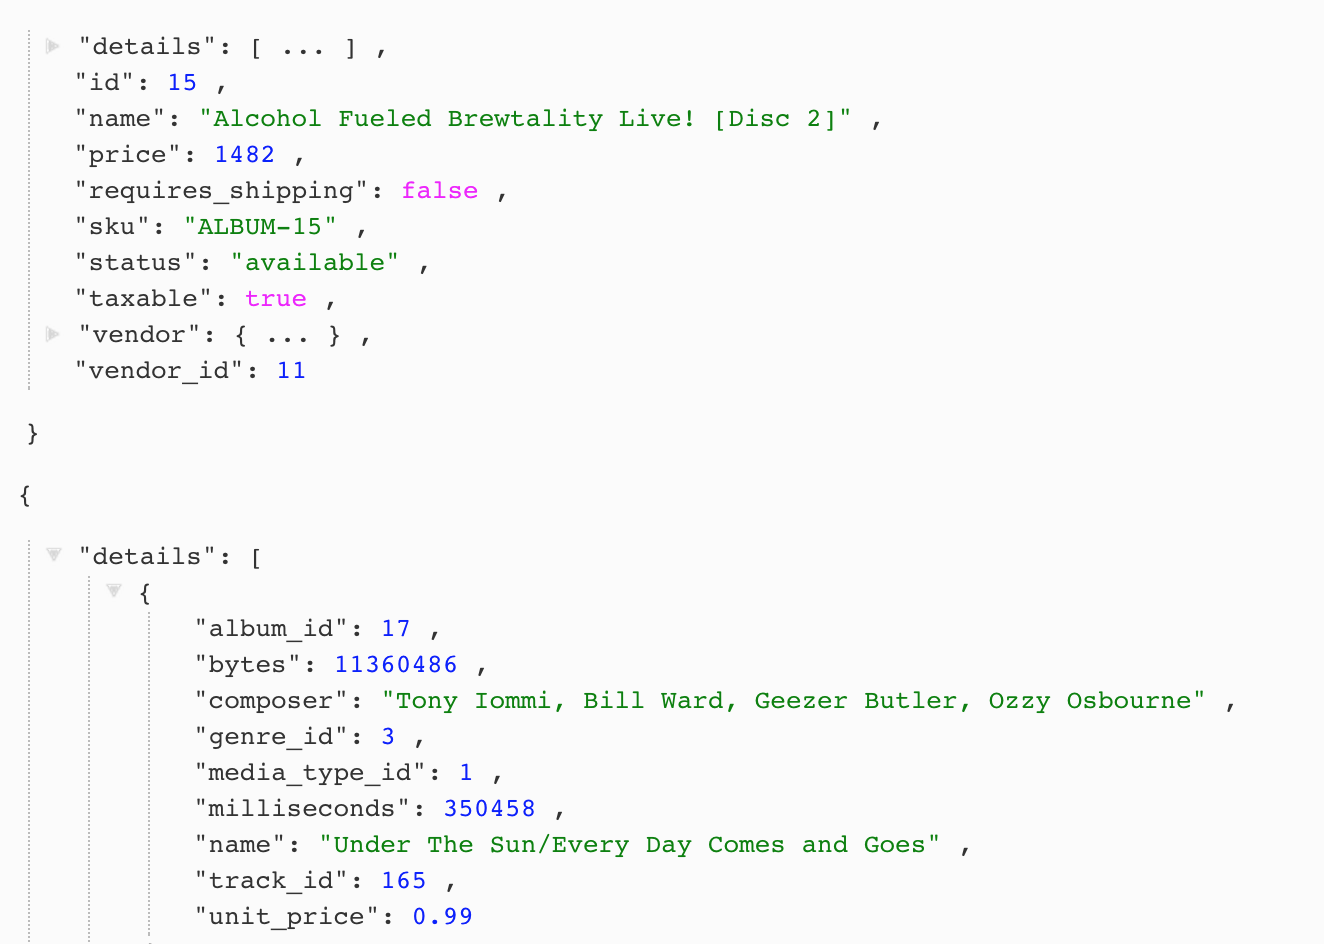 "details": [ ... ] ,
"id": 15 ,
"name": "Alcohol Fueled Brewtality Live! [Disc 2]" ,
"price": 1482 ,
"requires_shipping": false ,
"sku": "ALBUM-15" ,
"status": "available" ,
"taxable": true ,
"vendor": { ... } ,
"vendor_id": 11
}
{
"details": [
{
"album_id": 17 ,
"bytes": 11360486 ,
"composer": "Tony Iommi, Bill Ward, Geezer Butler, Ozzy Osbourne" ,
"genre_id": 3 ,
"media_type_id": 1 ,
"milliseconds": 350458 ,
"name": "Under The Sun/Every Day Comes and Goes" ,
"track_id": 165 ,
"unit_price": 0.99